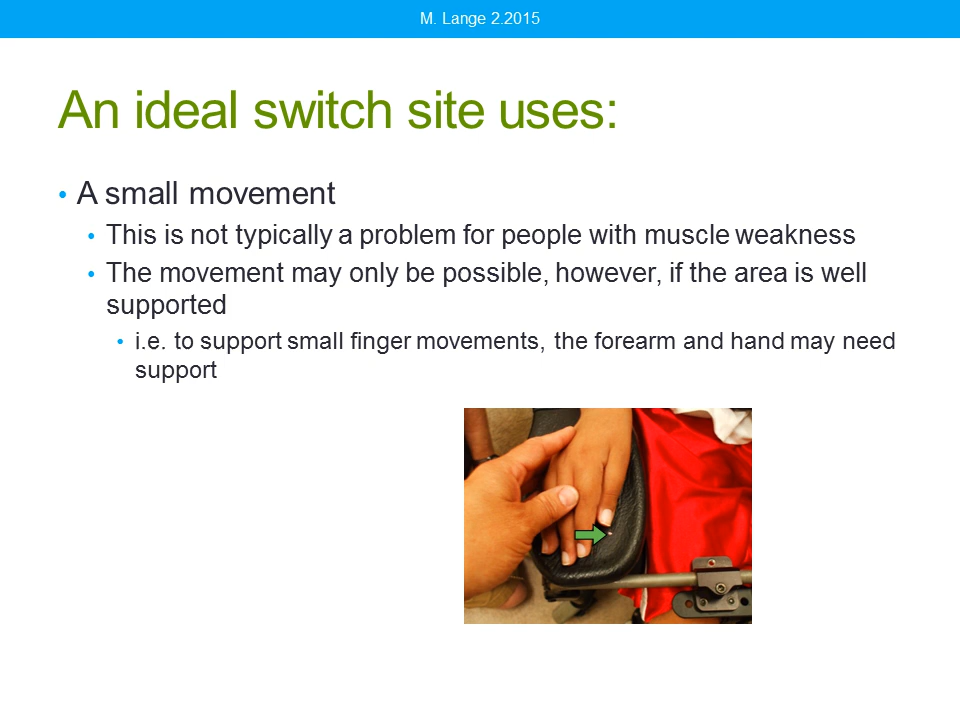 M. Lange 2.2015
An ideal switch site uses:
• A small movement
• This is not typically a problem for people with muscle weakness
• The movement may only be possible, however, if the area is well
supported
• i.e. to support small finger movements, the forearm and hand may need
support